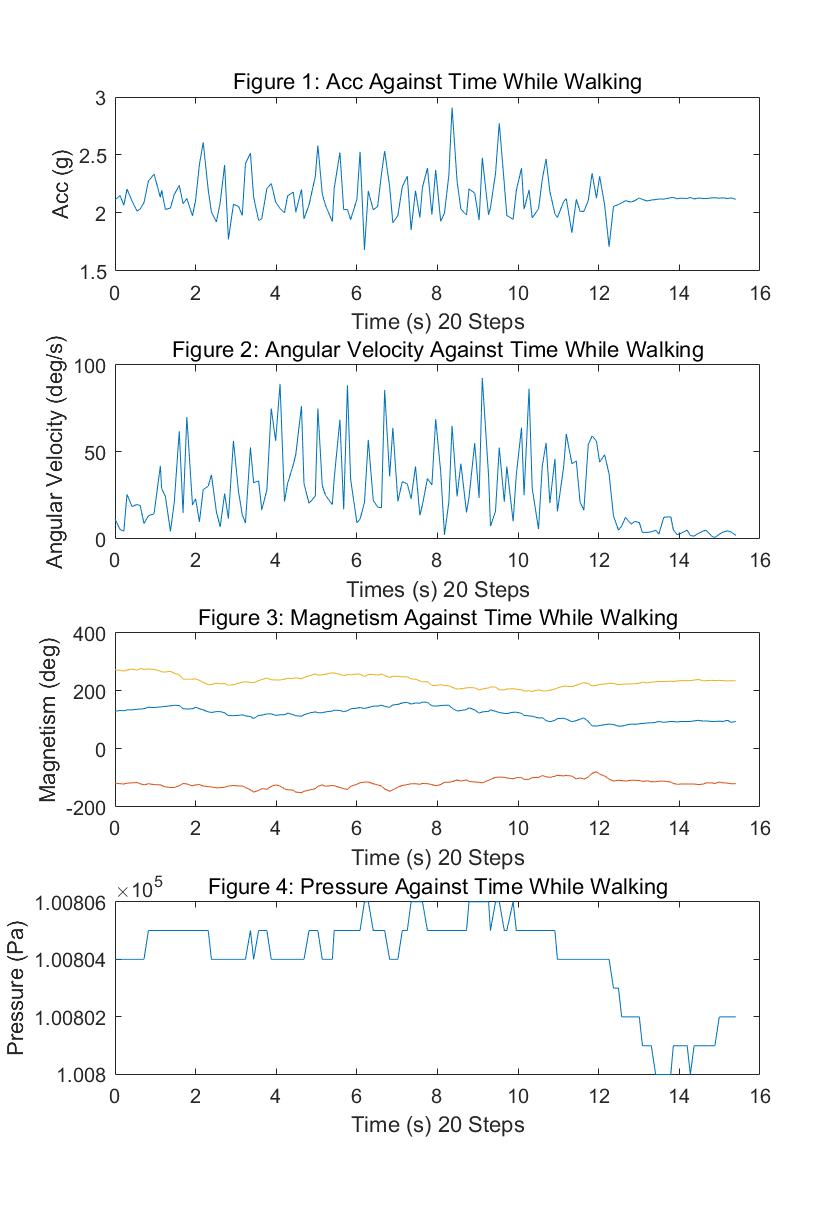 Figure 1: Acc Against Time While Walking
3
2.5
2
1.5
Acc (g)
0 2 4 6 8 10 12 14 16
Time (s) 20 Steps
Figure 2: Angular Velocity Against Time While Walking
100
50
0
Angular Velocity (deg/s)
0 2 4 6 8 10 12 14 16
Times (s) 20 Steps
Figure 3: Magnetism Against Time While Walking
400
200
0
-200
Magnetism (deg)
0 2 4 6 8 10 12 14 16
Time (s) 20 Steps
×10⁵ Figure 4: Pressure Against Time While Walking
1.00806
1.00804
1.00802
1.008
Pressure (Pa)
0 2 4 6 8 10 12 14 16
Time (s) 20 Steps